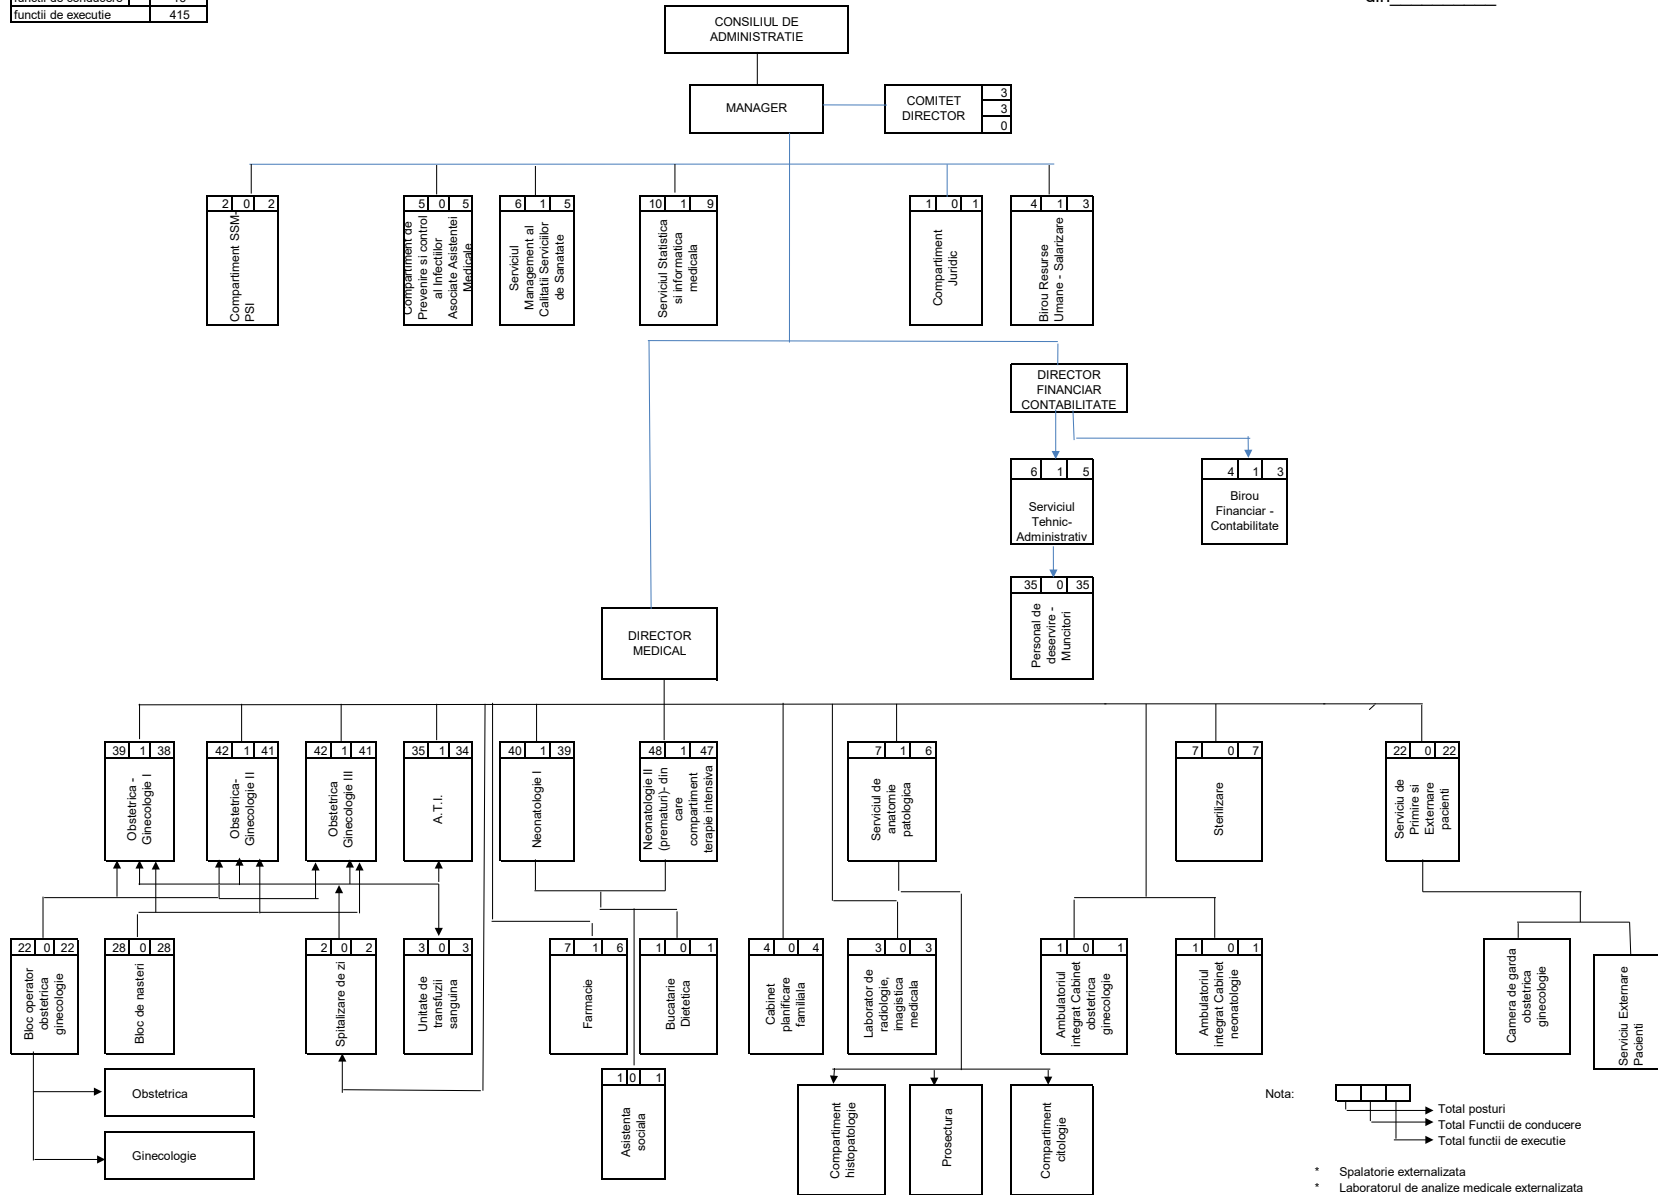 functii de executie 415
CONSILIUL DE
ADMINISTRATIE
MANAGER
COMITET
DIRECTOR
3
3
0
2 0 2
Compartiment SSM-
PSI
5 0 5
Compartiment de
Prevenire si control
al Infectiilor
Asociate Asistentei
Medicale
6 1 5
Serviciul
Management al
Calitatii Serviciilor
de Sanatate
10 1 9
Serviciul Statistica
si informatica
medicala
1 0 1
Compartiment
Juridic
4 1 3
Birou Resurse
Umane - Salarizare
DIRECTOR
FINANCIAR
CONTABILITATE
6 1 5
Serviciul
Tehnic-
Administrativ
4 1 3
Birou
Financiar -
Contabilitate
35 0 35
Personal de
deservire -
Muncitori
DIRECTOR
MEDICAL
39 1 38
Obstetrica -
Ginecologie I
42 1 41
Obstetrica-
Ginecologie II
42 1 41
Obstetrica
Ginecologie III
35 1 34
A.T.I.
40 1 39
Neonatologie I
48 1 47
Neonatologie II
(prematuri)- din
care
compartiment
terapie intensiva
7 1 6
Serviciul de
anatomie
patologica
7 0 7
Sterilizare
22 0 22
Serviciu de
Primire si
Externare
pacienti
22 0 22
Bloc operator
obstetrica
ginecologie
28 0 28
Bloc de nasteri
2 0 2
Spitalizare de zi
3 0 3
Unitate de
transfuzii
sanguina
7 1 6
Farmacie
1 0 1
Bucatarie
Dietetica
4 0 4
Cabinet
planificare
familiala
3 0 3
Laborator de
radiologie,
imagistica
medicala
1 0 1
Ambulatoriul
integrat Cabinet
obstetrica
ginecologie
1 0 1
Ambulatoriul
integrat Cabinet
neonatologie
Camera de garda
obstetrica
ginecologie
Serviciu Externare
Pacienti
Obstetrica
Ginecologie
1 0 1
Asistenta
sociala
Compartiment
histopatologie
Prosectura
Compartiment
citologie
Nota:
Total posturi
Total Functii de conducere
Total functii de executie
* Spalatorie externalizata
* Laboratorul de analize medicale externalizata